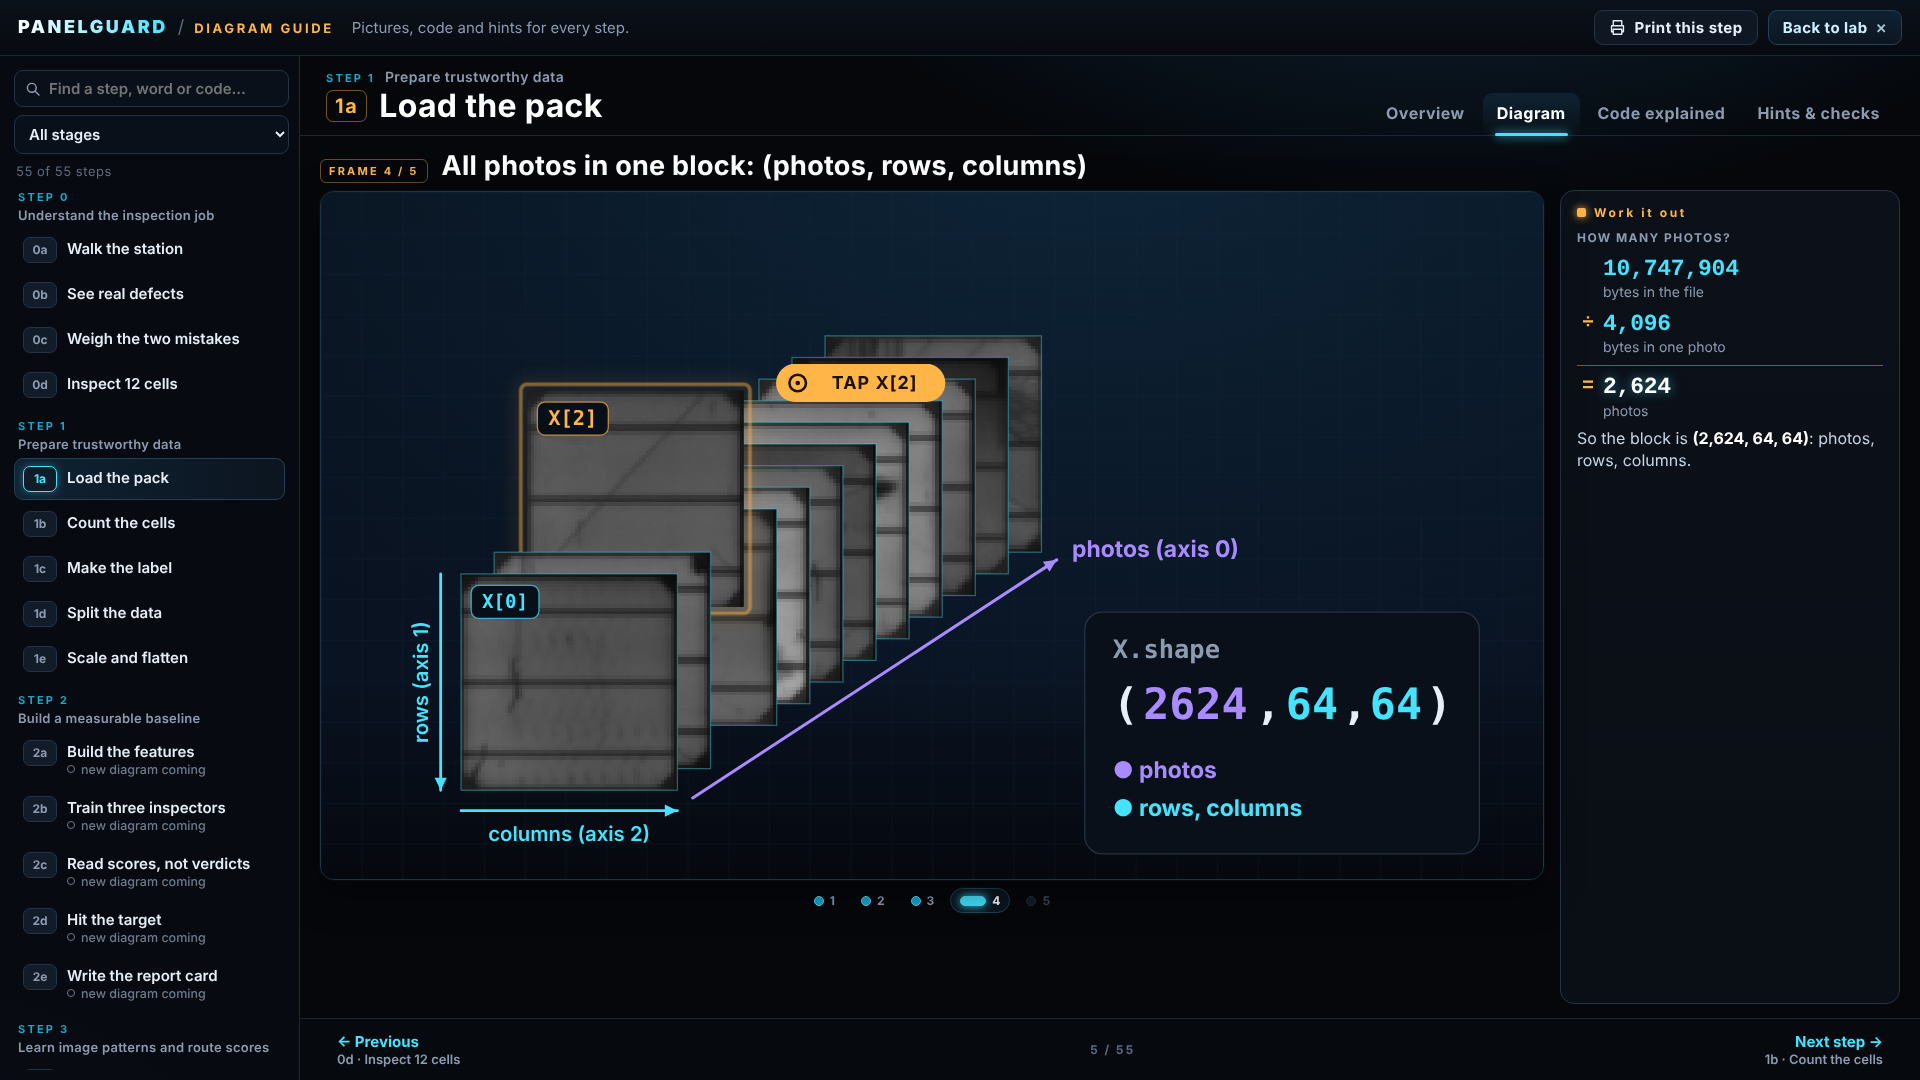 PANELGUARD / DIAGRAM GUIDE Pictures, code and hints for every step.
Print this step
Back to lab ×
Find a step, word or code...
All stages
55 of 55 steps
STEP 0
Understand the inspection job
0a Walk the station
0b See real defects
0c Weigh the two mistakes
0d Inspect 12 cells
STEP 1
Prepare trustworthy data
1a Load the pack
1b Count the cells
1c Make the label
1d Split the data
1e Scale and flatten
STEP 2
Build a measurable baseline
2a Build the features
new diagram coming
2b Train three inspectors
new diagram coming
2c Read scores, not verdicts
new diagram coming
2d Hit the target
new diagram coming
2e Write the report card
new diagram coming
STEP 3
Learn image patterns and route scores
STEP 1 Prepare trustworthy data
1a Load the pack
Overview
Diagram
Code explained
Hints & checks
FRAME 4 / 5 All photos in one block: (photos, rows, columns)
TAP X[2]
X[2]
X[0]
rows (axis 1)
columns (axis 2)
photos (axis 0)
X.shape
(2624,64,64)
photos
rows, columns
1 2 3 4 5
Work it out
HOW MANY PHOTOS?
10,747,904
bytes in the file
÷ 4,096
bytes in one photo
= 2,624
photos
So the block is (2,624, 64, 64): photos,
rows, columns.
← Previous
0d · Inspect 12 cells
5 / 55
Next step →
1b · Count the cells